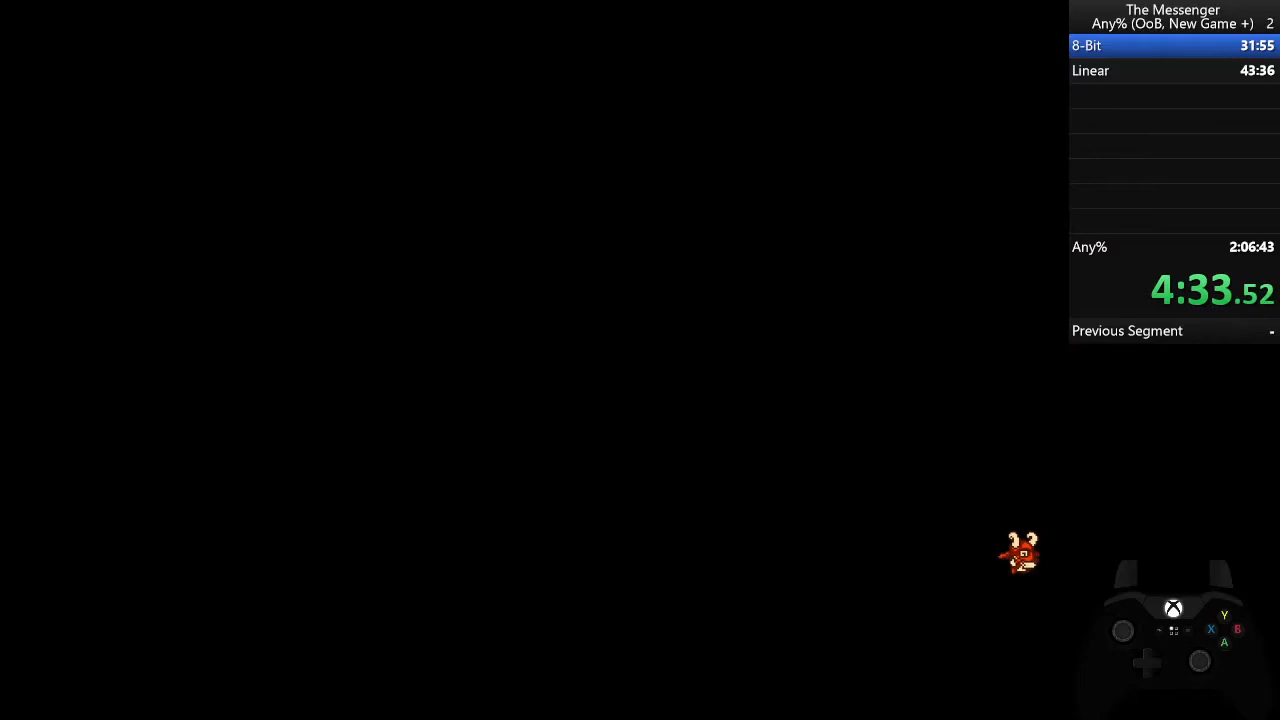 The Messenger
Any% (OoB, New Game +) 2
8-Bit 31:55
Linear 43:36
Any% 2:06:43
4:33.52
Previous Segment -
Y
X B
A